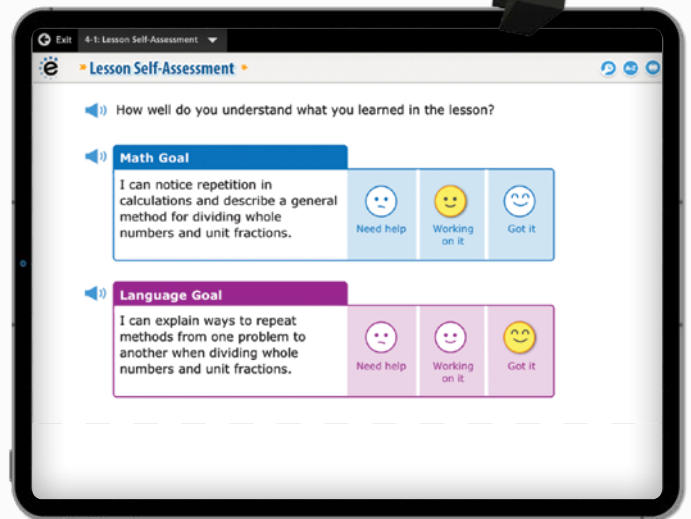 Exit 4-1: Lesson Self-Assessment
ë Lesson Self-Assessment A-Z
How well do you understand what you learned in the lesson?
Math Goal
I can notice repetition in
calculations and describe a general
method for dividing whole
numbers and unit fractions.
Need help Working on it Got it
Language Goal
I can explain ways to repeat
methods from one problem to
another when dividing whole
numbers and unit fractions.
Need help Working on it Got it